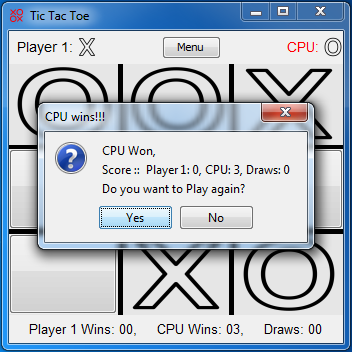 Tic Tac Toe
Player 1: X Menu CPU: O
O O X
CPU wins!!!
CPU Won,
Score :: Player 1: 0, CPU: 3, Draws: 0
Do you want to Play again?
Yes No
X O
Player 1 Wins: 00, CPU Wins: 03, Draws: 00